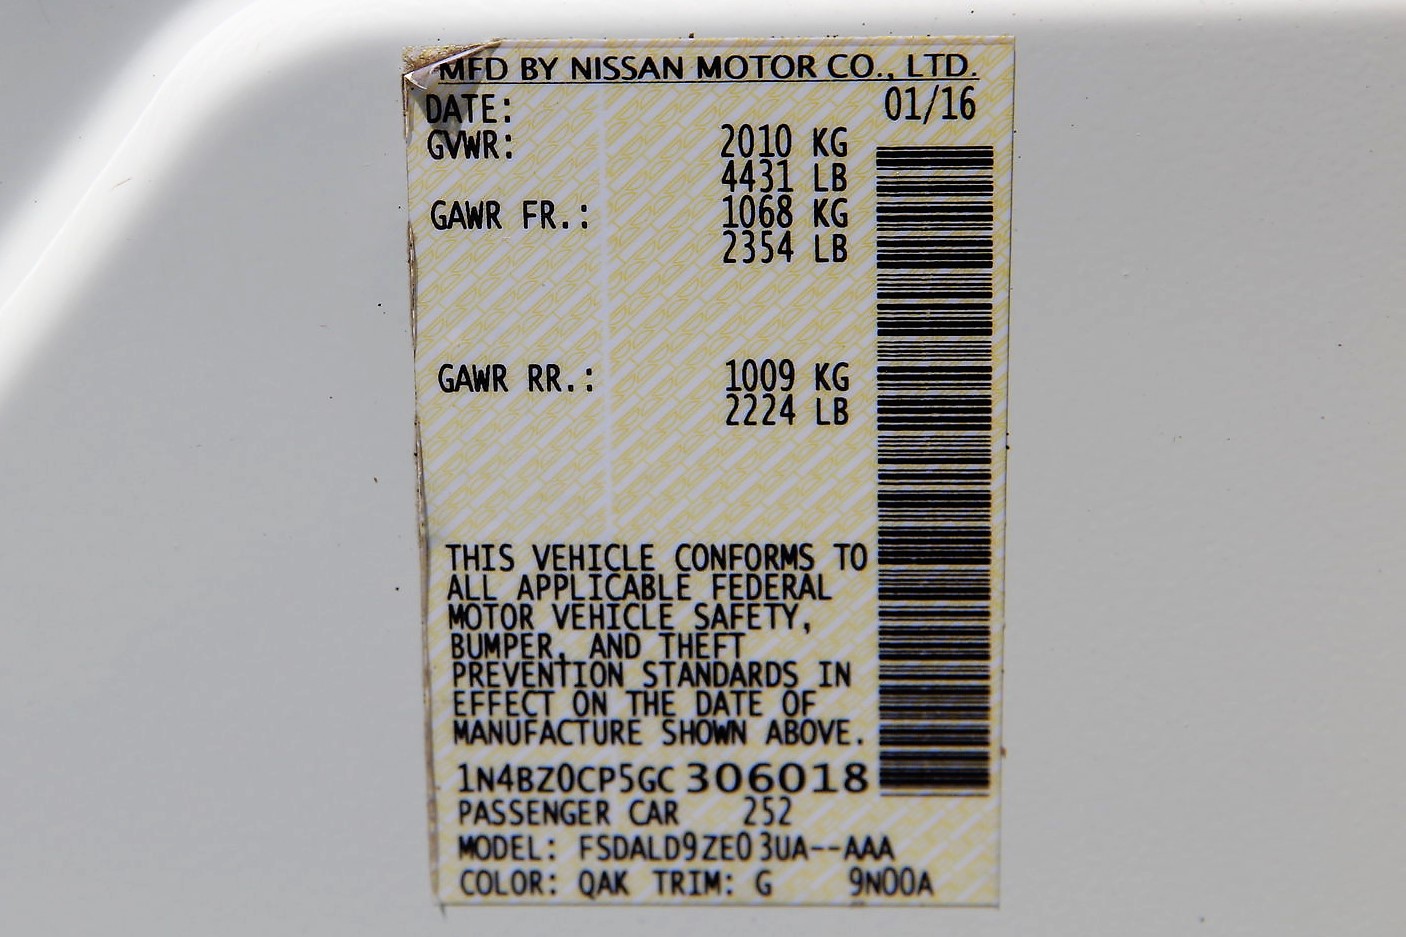 MFD BY NISSAN MOTOR CO., LTD.
DATE: 01/16
GVWR: 2010 KG
4431 LB
GAWR FR.: 1068 KG
2354 LB
GAWR RR.: 1009 KG
2224 LB
THIS VEHICLE CONFORMS TO
ALL APPLICABLE FEDERAL
MOTOR VEHICLE SAFETY,
BUMPER, AND THEFT
PREVENTION STANDARDS IN
EFFECT ON THE DATE OF
MANUFACTURE SHOWN ABOVE.
1N4BZ0CP5GC 306018
PASSENGER CAR 252
MODEL: FSDALD9ZE03UA--AAA
COLOR: QAK TRIM: G 9N00A